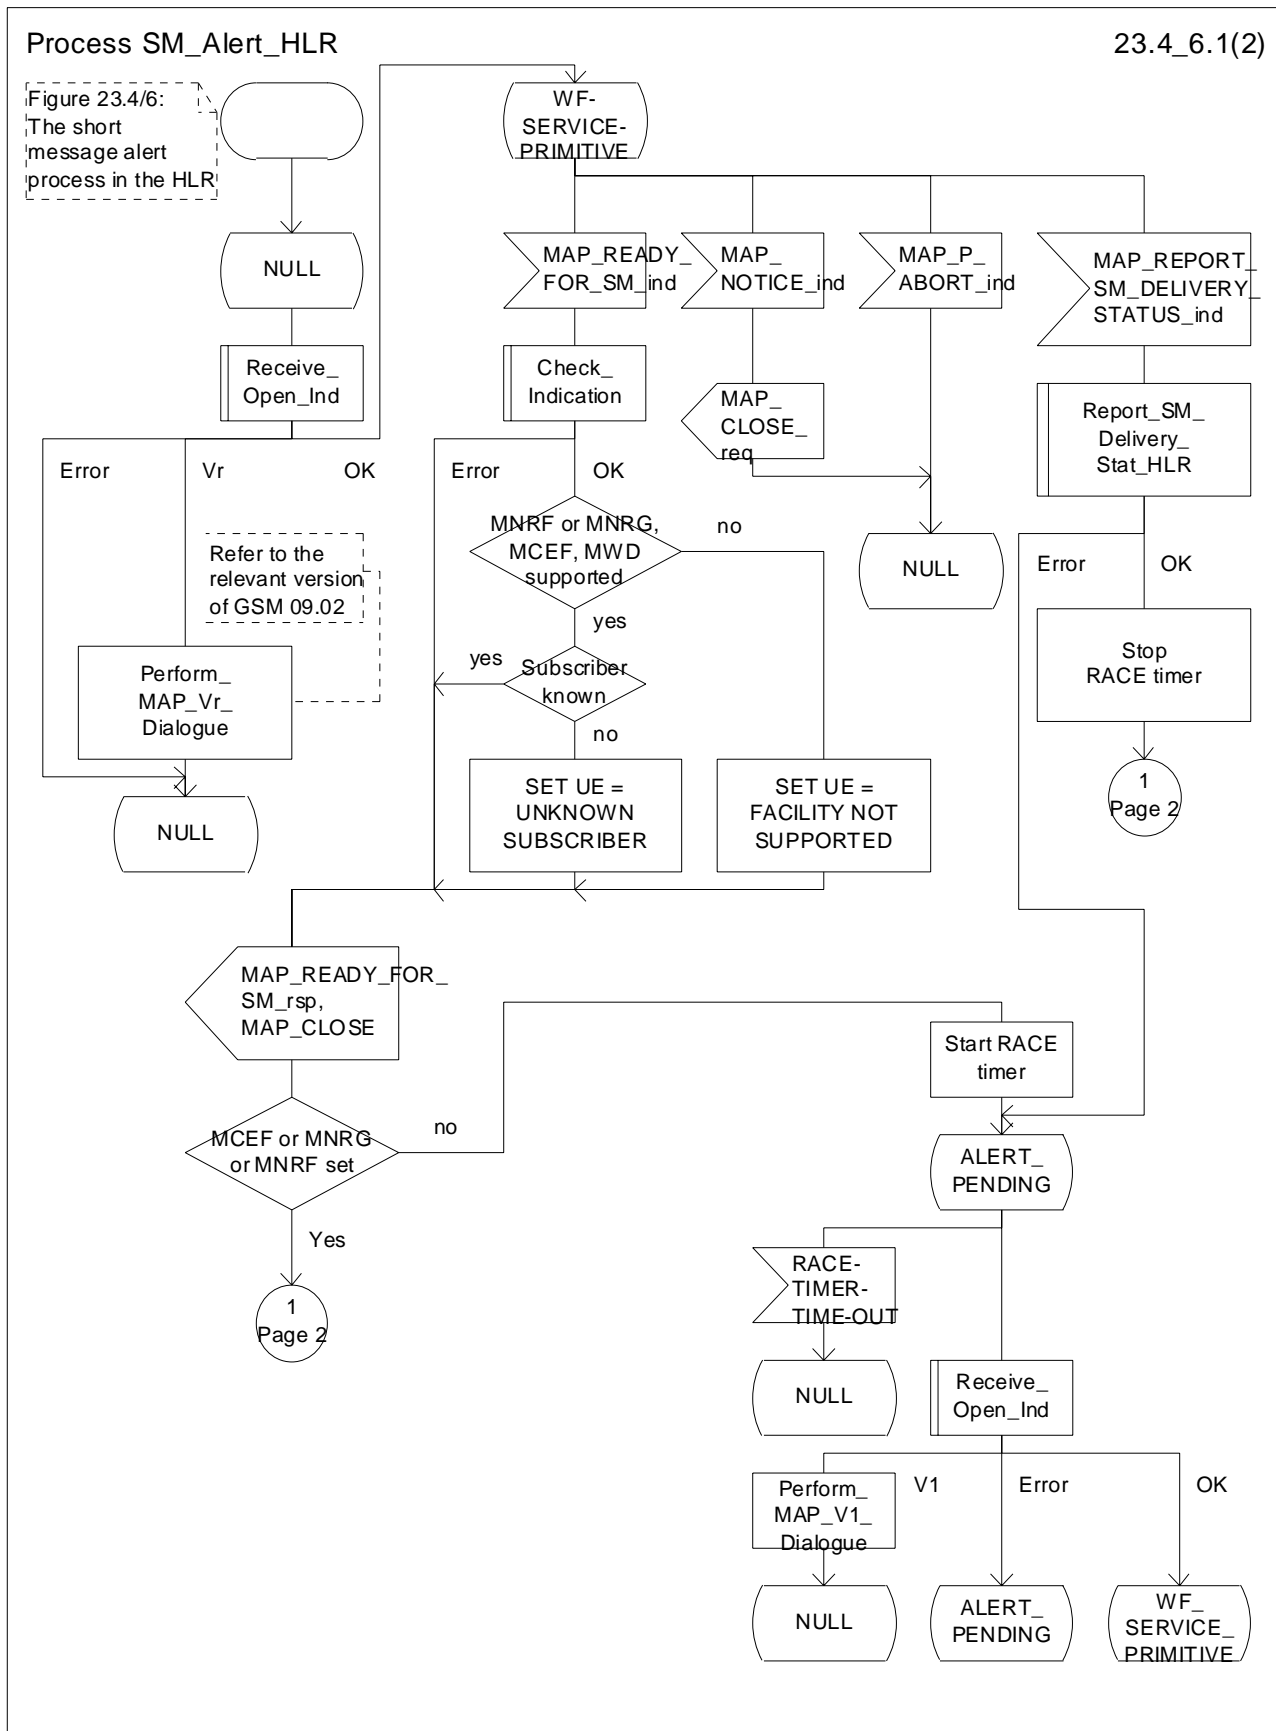 Process SM_Alert_HLR
23.4_6.1(2)
Figure 23.4/6:
The short
message alert
process in the HLR
WF-
SERVICE-
PRIMITIVE
NULL
MAP_READY_
FOR_SM_ind
MAP_
NOTICE_ind
MAP_P_
ABORT_ind
MAP_REPORT_
SM_DELIVERY_
STATUS_ind
Receive_
Open_Ind
Check_
Indication
MAP_
CLOSE_
req
Report_SM_
Delivery_
Stat_HLR
Error
Vr
OK
Error
OK
MNRF or MNRG,
MCEF, MWD
supported
no
yes
Refer to the
relevant version
of GSM 09.02
NULL
Error
OK
Perform_
MAP_Vr_
Dialogue
yes
Subscriber
known
no
Stop
RACE timer
SET UE =
UNKNOWN
SUBSCRIBER
SET UE =
FACILITY NOT
SUPPORTED
1
Page 2
NULL
MAP_READY_FOR_
SM_rsp,
MAP_CLOSE
Start RACE
timer
MCEF or MNRG
or MNRF set
no
Yes
ALERT_
PENDING
1
Page 2
RACE-
TIMER-
TIME-OUT
NULL
Receive_
Open_Ind
Perform_
MAP_V1_
Dialogue
V1
Error
OK
NULL
ALERT_
PENDING
WF_
SERVICE_
PRIMITIVE